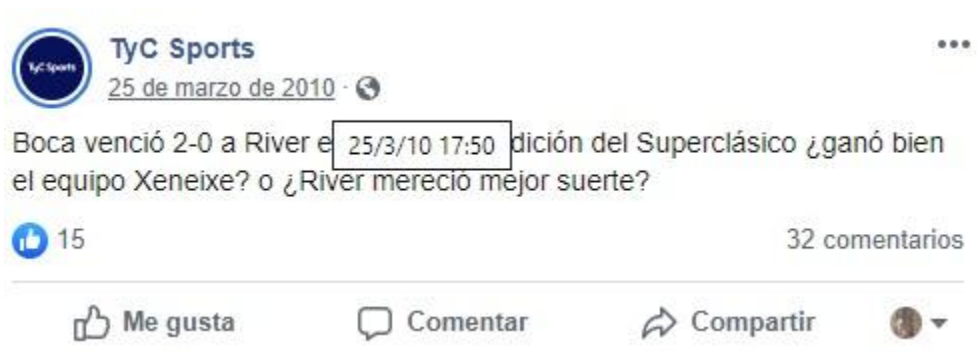 TyC Sports
TyC Sports
25 de marzo de 2010 ·
Boca venció 2-0 a River e 25/3/10 17:50 dición del Superclásico ¿ganó bien
el equipo Xeneixe? o ¿River mereció mejor suerte?
15 32 comentarios
Me gusta Comentar Compartir